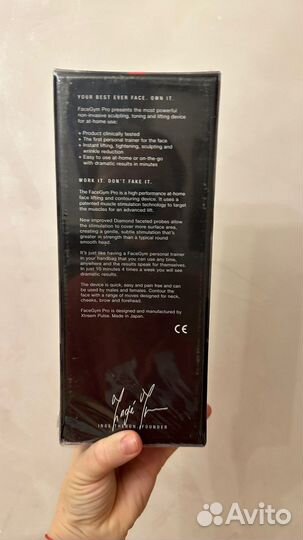 YOUR BEST EVER FACE. OWN IT.
FaceGym Pro presents the most powerful
non-invasive sculpting, toning and lifting device
for at-home use:
+ Product clinically tested
+ The first personal trainer for the face
+ Instant lifting, tightening, sculpting and
wrinkle reduction
+ Easy to use at-home or on-the-go
with dramatic results in minutes
WORK IT. DON'T FAKE IT.
The FaceGym Pro is a high performance at-home
face lifting and contouring device. It uses a
patented muscle stimulation technology to target
the muscles for an advanced lift.
New improved Diamond faceted probes allow
the stimulation to cover more surface area,
creating a gentle, subtle stimulation that's
greater in strength than a typical round
smooth head.
It's just like having a FaceGym personal trainer
in your handbag that you can use any time,
anywhere and the results speak for themselves.
In just 10 minutes 4 times a week you will see
dramatic results.
The device is quick, easy and pain free and can
be used by males and females. Contour the
face with a range of moves designed for neck,
cheeks, brow and forehead.
FaceGym Pro is designed and manufactured by
Xtreem Pulse. Made in Japan.
CE
INGE THERON, FOUNDER
Avito